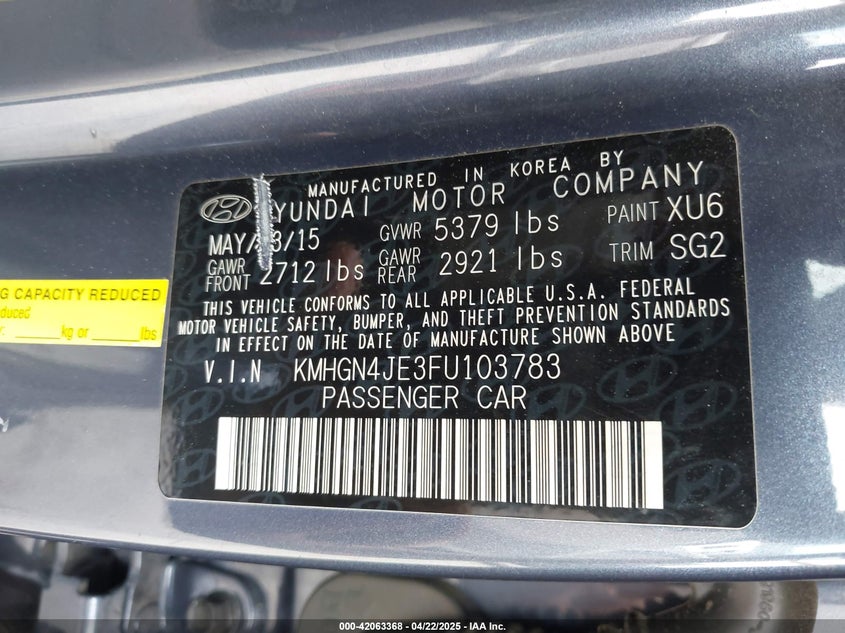 MANUFACTURED IN KOREA BY
HYUNDAI MOTOR COMPANY
MAY/ 3/15 GVWR 5379 lbs PAINT XU6
GAWR FRONT 2712 lbs GAWR REAR 2921 lbs TRIM SG2
THIS VEHICLE CONFORMS TO ALL APPLICABLE U.S.A. FEDERAL
MOTOR VEHICLE SAFETY, BUMPER, AND THEFT PREVENTION STANDARDS
IN EFFECT ON THE DATE OF MANUFACTURE SHOWN ABOVE
V.I.N KMHGN4JE3FU103783
PASSENGER CAR
G CAPACITY REDUCED
duced
kg or lbs
000-42063368 - 04/22/2025 - IAA Inc.